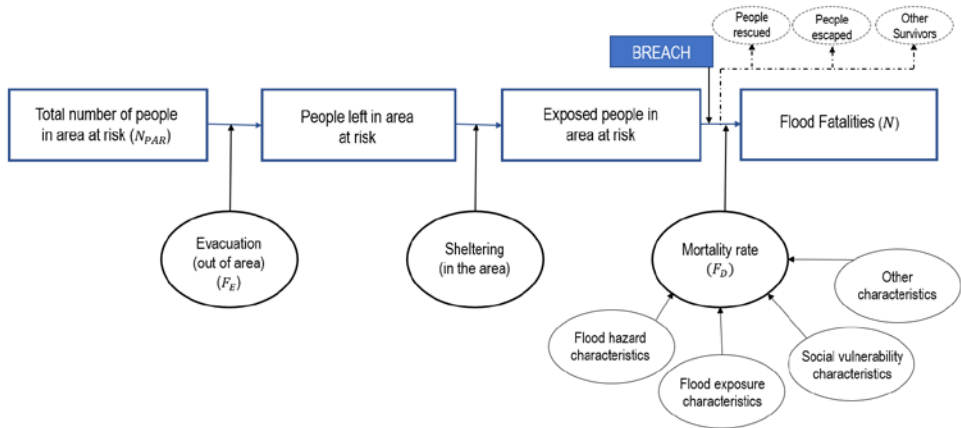 People
rescued
People
escaped
Other
Survivors
BREACH
Total number of people
in area at risk (N_PAR)
People left in area
at risk
Exposed people in
area at risk
Flood Fatalities (N)
Evacuation
(out of area)
(F_E)
Sheltering
(in the area)
Mortality rate
(F_D)
Other
characteristics
Flood hazard
characteristics
Social vulnerability
characteristics
Flood exposure
characteristics